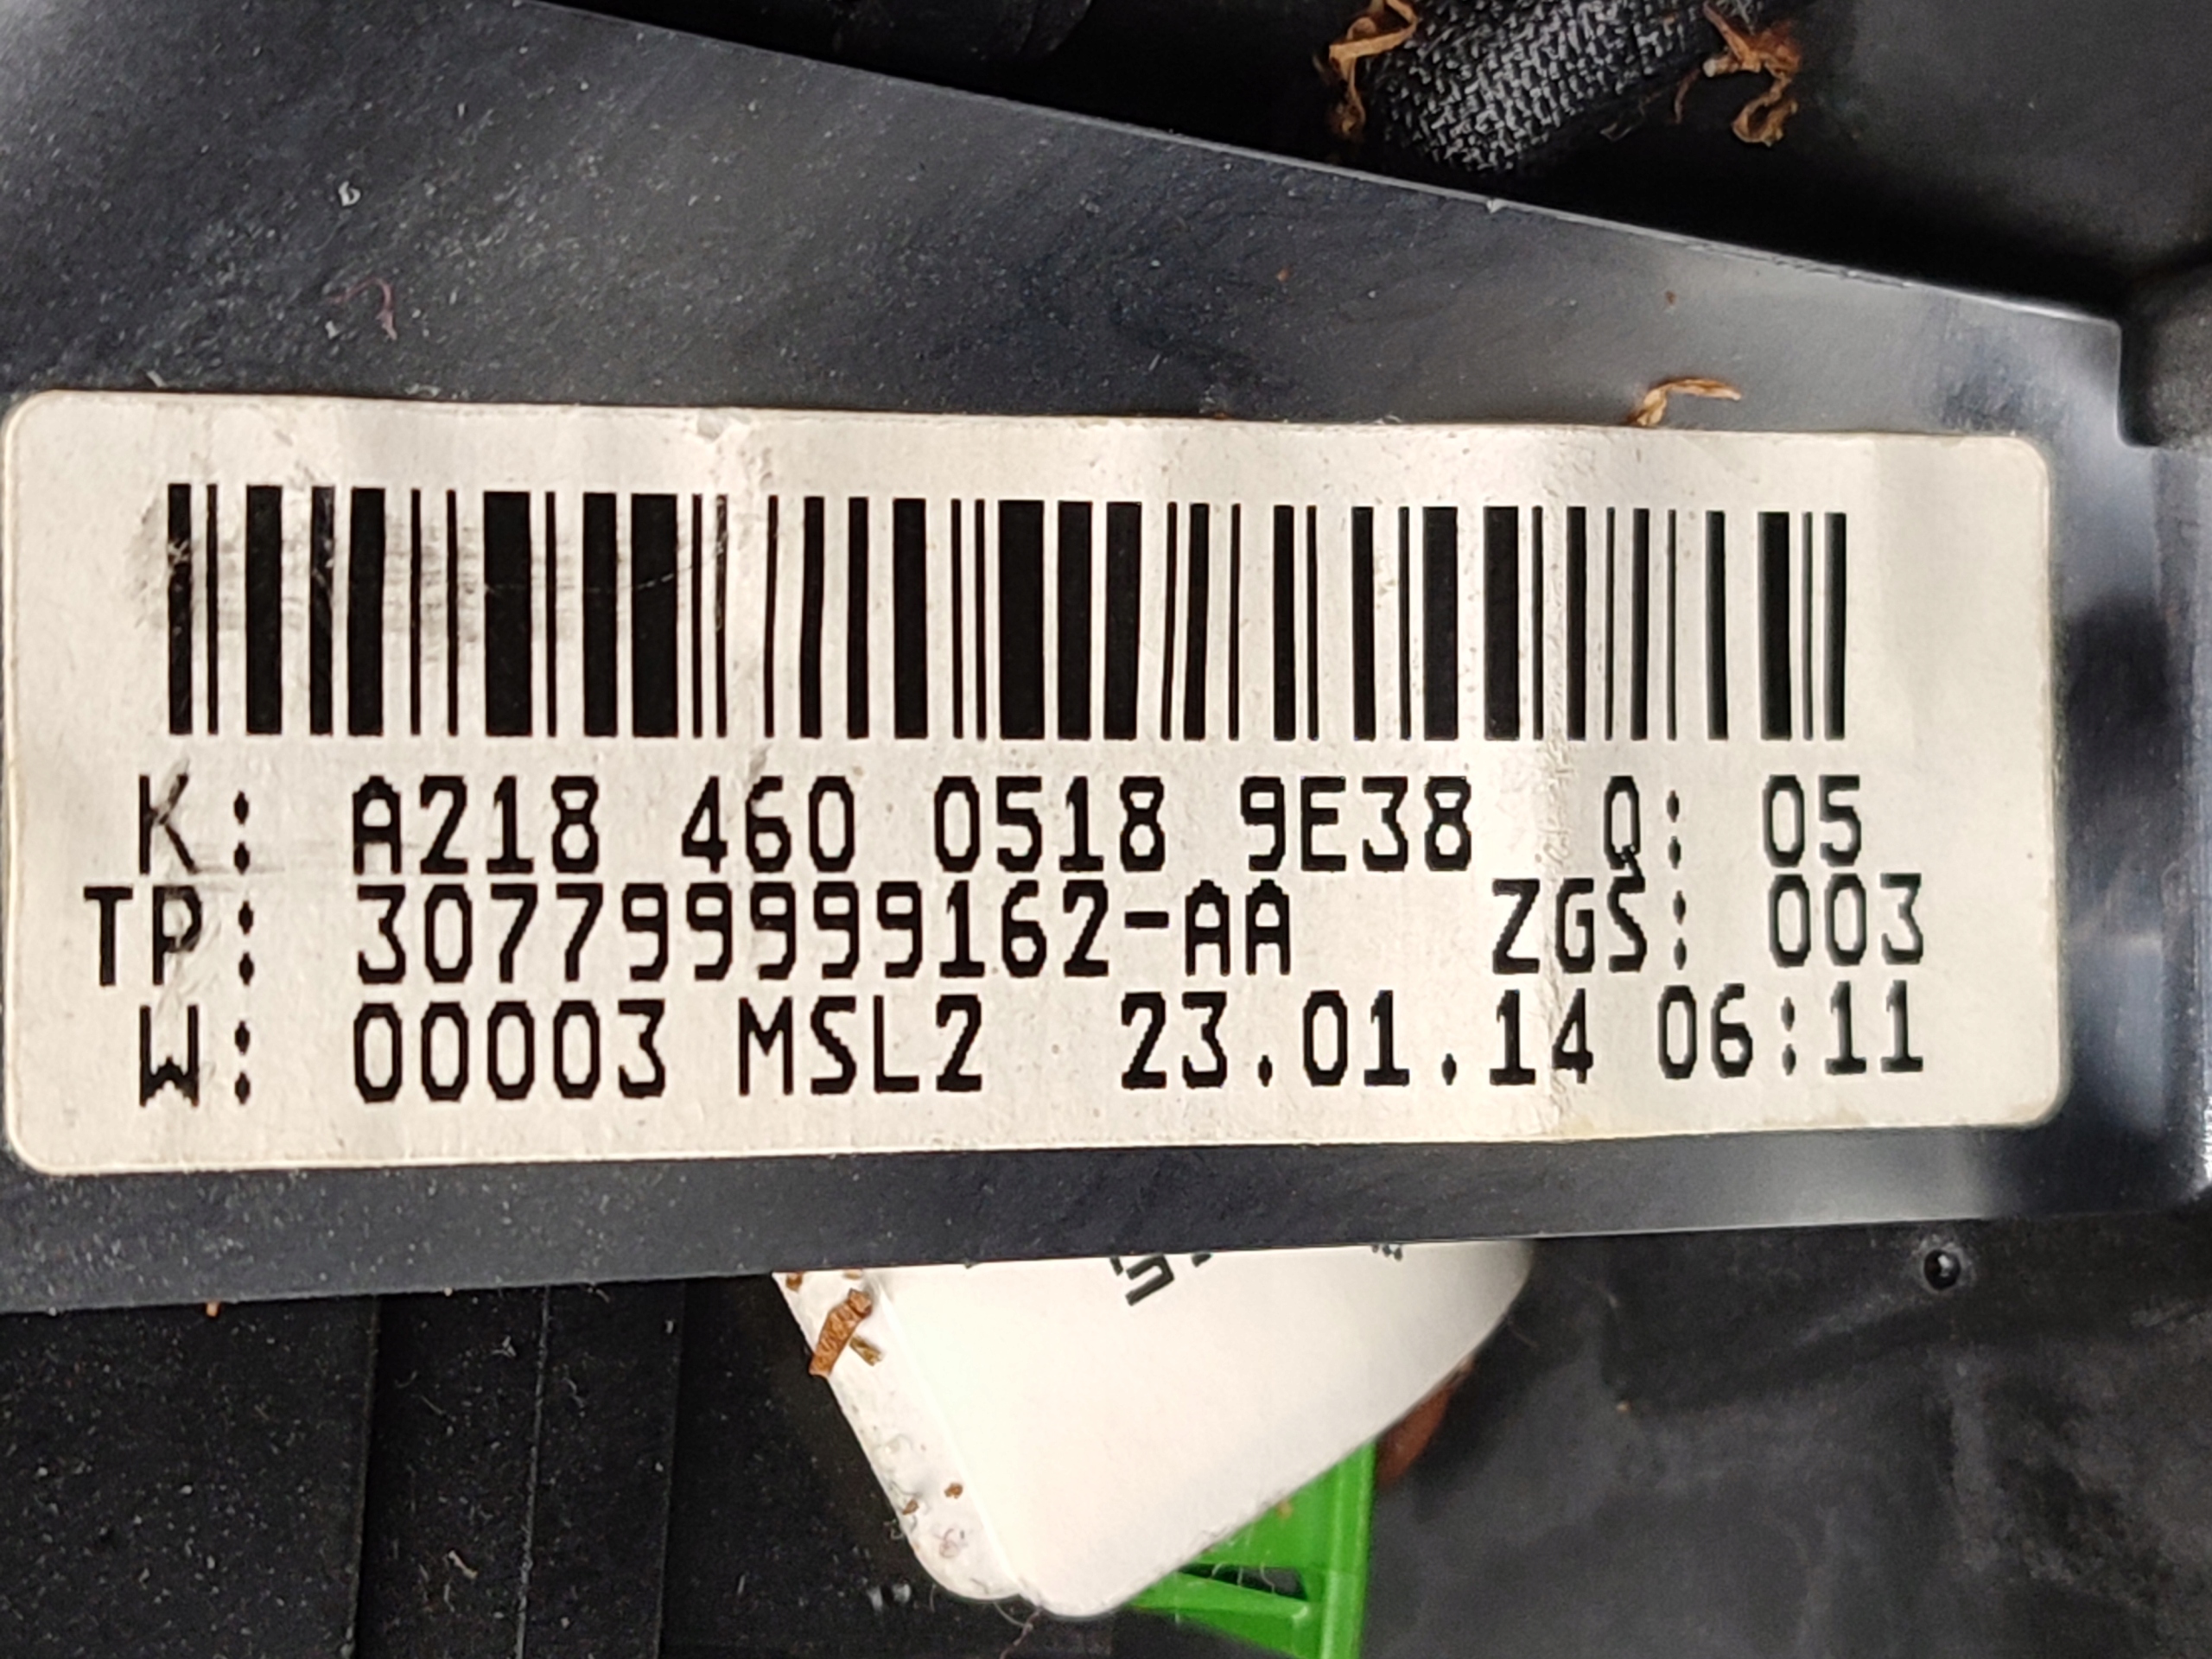 K: A218 460 0518 9E38 Q: 05
TP: 307799999162-AA ZGS: 003
W: 00003 MSL2 23.01.14 06:11